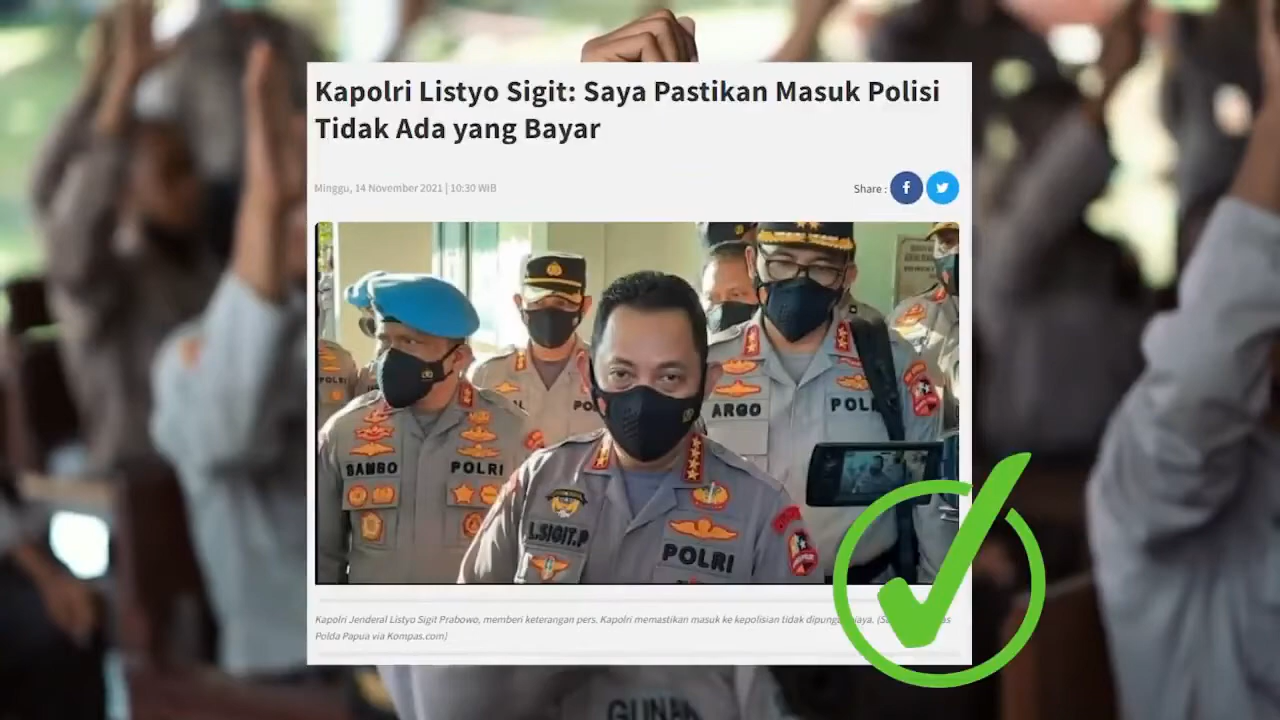 Kapolri Listyo Sigit: Saya Pastikan Masuk Polisi
Tidak Ada yang Bayar
Minggu, 14 November 2021 | 10:30 WIB
Share :
POLRI
SAMBO
POLRI
ARGO
L.SIGIT.P
POLRI
Kapolri Jenderal Listyo Sigit Prabowo, memberi keterangan pers. Kapolri memastikan masuk ke kepolisian tidak
Polda Papua via Kompas.com)